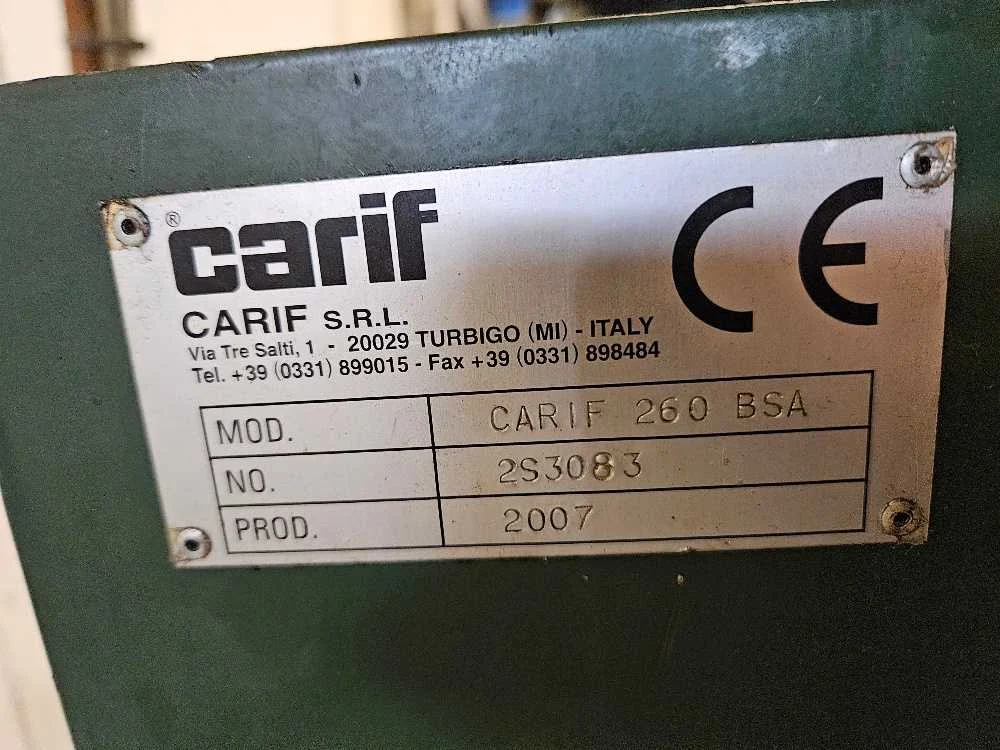 ® carif
CE
CARIF S.R.L.
Via Tre Salti, 1 - 20029 TURBIGO (MI) - ITALY
Tel. +39 (0331) 899015 - Fax +39 (0331) 898484
MOD. CARIF 260 BSA
NO. 2S3083
PROD. 2007